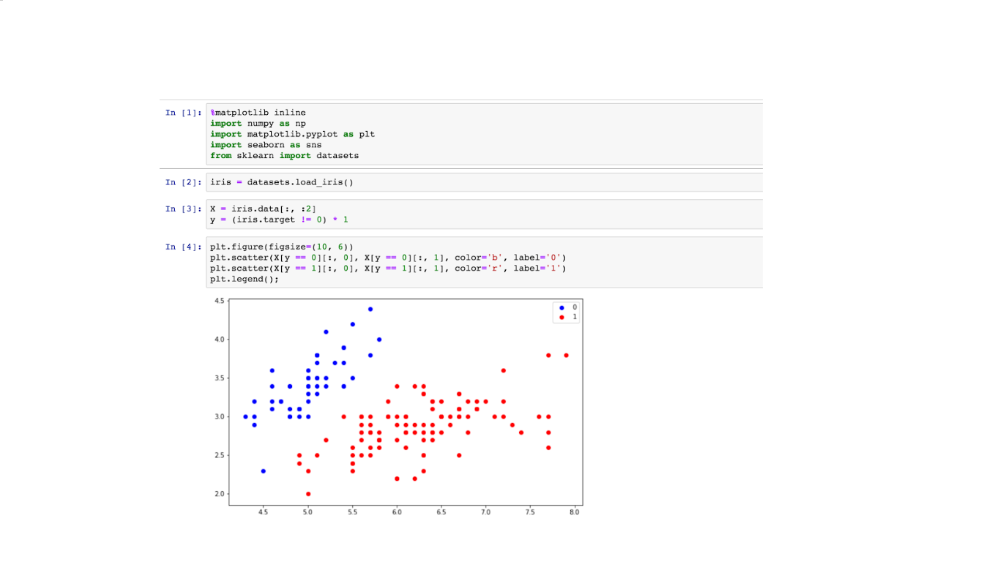 In [1]: %matplotlib inline
import numpy as np
import matplotlib.pyplot as plt
import seaborn as sns
from sklearn import datasets
In [2]: iris = datasets.load_iris()
In [3]: X = iris.data[:, :2]
y = (iris.target != 0) * 1
In [4]: plt.figure(figsize=(10, 6))
plt.scatter(X[y == 0][:, 0], X[y == 0][:, 1], color='b', label='0')
plt.scatter(X[y == 1][:, 0], X[y == 1][:, 1], color='r', label='1')
plt.legend();
4.5
0
1
4.0
3.5
3.0
2.5
2.0
4.5 5.0 5.5 6.0 6.5 7.0 7.5 8.0